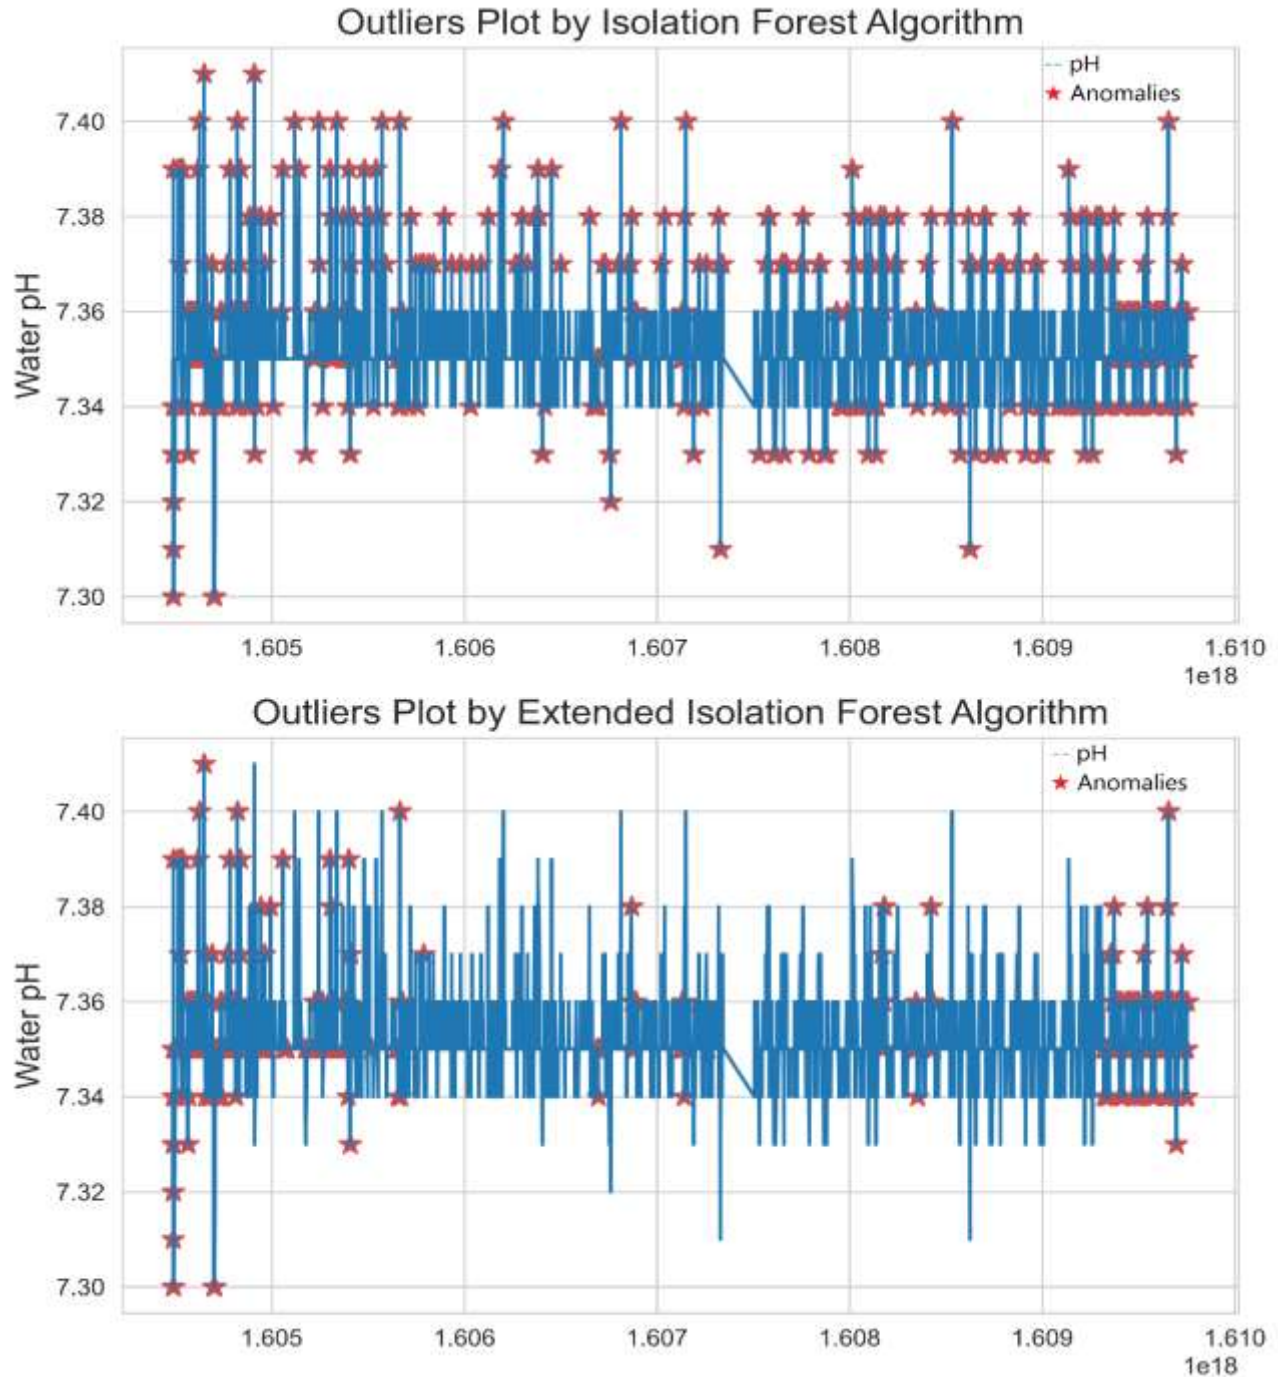 Outliers Plot by Isolation Forest Algorithm
pH
Anomalies
7.40
7.38
7.36
7.34
7.32
7.30
Water pH
1.605 1.606 1.607 1.608 1.609 1.610
1e18
Outliers Plot by Extended Isolation Forest Algorithm
pH
Anomalies
7.40
7.38
7.36
7.34
7.32
7.30
Water pH
1.605 1.606 1.607 1.608 1.609 1.610
1e18